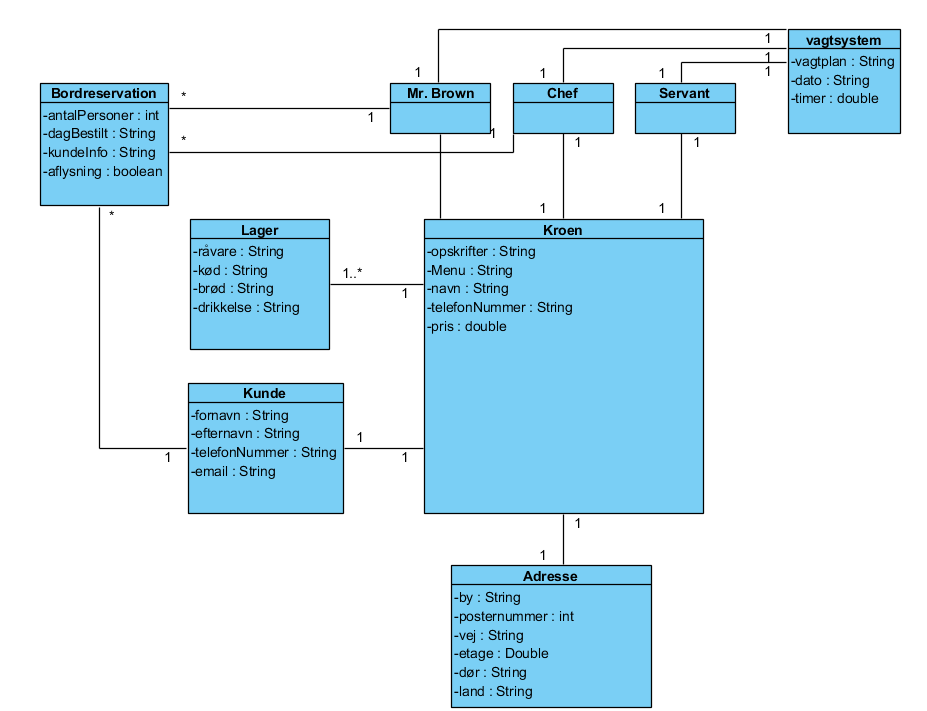 vagtsystem
-vagtplan : String
-dato : String
-timer : double
1
1
1
1
Mr. Brown
1
1
Chef
1
1
1
Servant
1
1
Bordreservation
-antalPersoner : int
-dagBestilt : String
-kundeInfo : String
-aflysning : boolean
*
*
*
Lager
-råvare : String
-kød : String
-brød : String
-drikkelse : String
1..*
1
Kroen
-opskrifter : String
-Menu : String
-navn : String
-telefonNummer : String
-pris : double
1
1
Kunde
-fornavn : String
-efternavn : String
-telefonNummer : String
-email : String
1
1
1
1
1
Adresse
-by : String
-posternummer : int
-vej : String
-etage : Double
-dør : String
-land : String